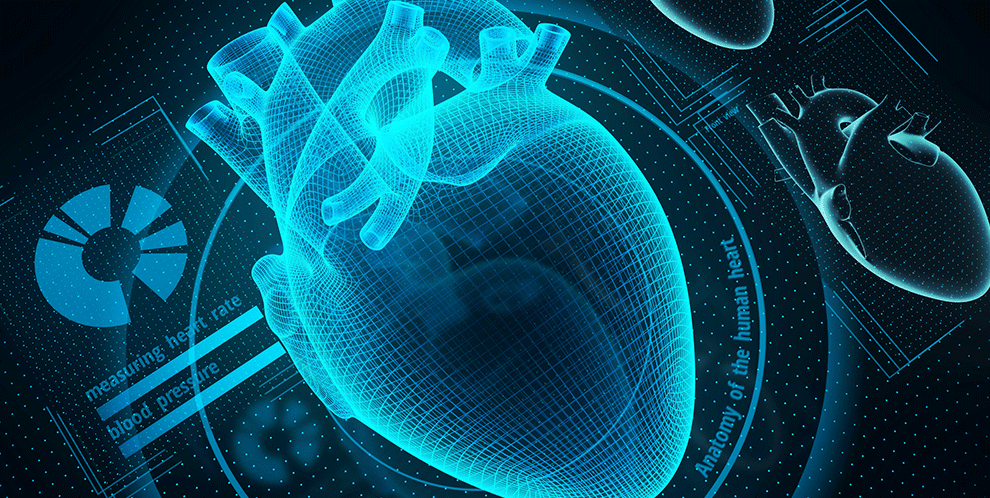 measuring heart rate
blood pressure
Anatomy of the human heart